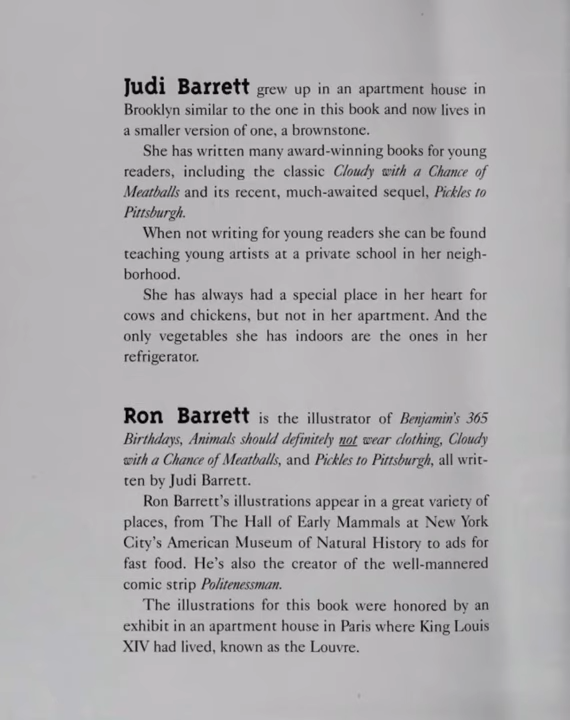 Judi Barrett grew up in an apartment house in
Brooklyn similar to the one in this book and now lives in
a smaller version of one, a brownstone.
She has written many award-winning books for young
readers, including the classic Cloudy with a Chance of
Meatballs and its recent, much-awaited sequel, Pickles to
Pittsburgh.
When not writing for young readers she can be found
teaching young artists at a private school in her neigh-
borhood.
She has always had a special place in her heart for
cows and chickens, but not in her apartment. And the
only vegetables she has indoors are the ones in her
refrigerator.
Ron Barrett is the illustrator of Benjamin's 365
Birthdays, Animals should definitely not wear clothing, Cloudy
with a Chance of Meatballs, and Pickles to Pittsburgh, all writ-
ten by Judi Barrett.
Ron Barrett's illustrations appear in a great variety of
places, from The Hall of Early Mammals at New York
City's American Museum of Natural History to ads for
fast food. He's also the creator of the well-mannered
comic strip Politenessman.
The illustrations for this book were honored by an
exhibit in an apartment house in Paris where King Louis
XIV had lived, known as the Louvre.